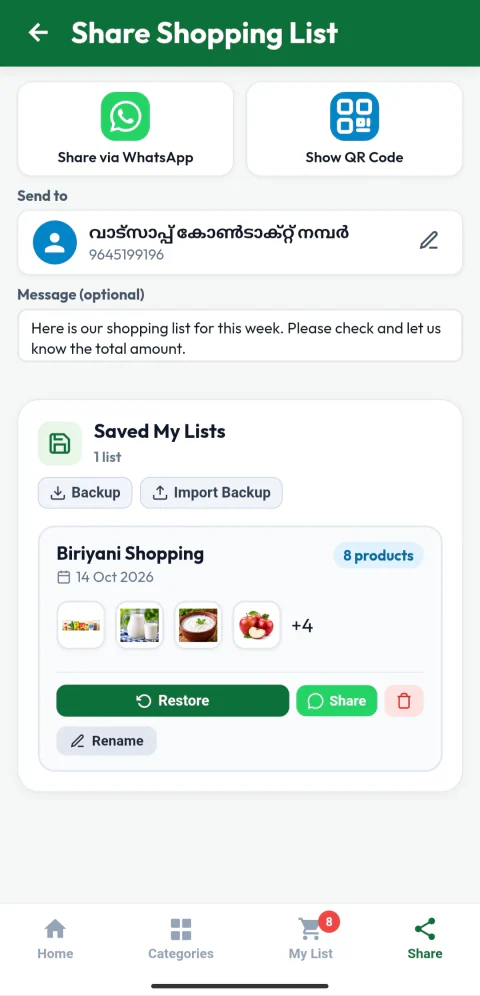 Share Shopping List
Share via WhatsApp
Show QR Code
Send to
വാട്സാപ്പ് കോൺടാക്റ്റ് നമ്പർ
9645199196
Message (optional)
Here is our shopping list for this week. Please check and let us
know the total amount.
Saved My Lists
1 list
Backup
Import Backup
Biriyani Shopping
8 products
14 Oct 2026
+4
Restore
Share
Rename
8
Home
Categories
My List
Share